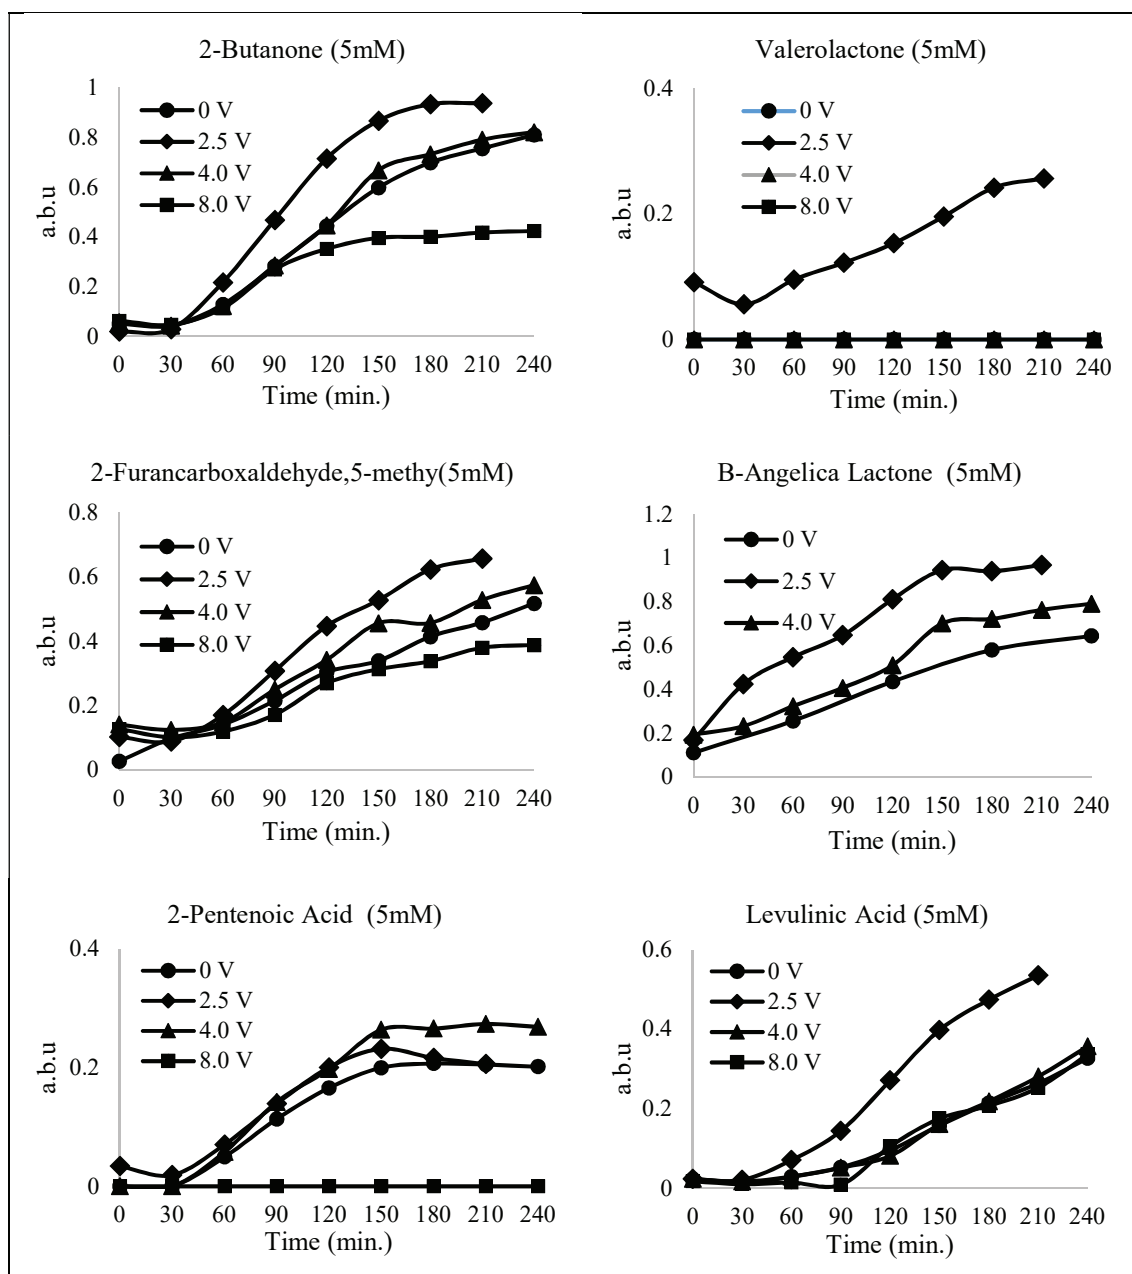 2-Butanone (5mM)
1
0.8
0.6
0.4
0.2
0
a.b.u
0 V
2.5 V
4.0 V
8.0 V
0 30 60 90 120 150 180 210 240
Time (min.)
Valerolactone (5mM)
0.4
0.2
0
a.b.u
0 V
2.5 V
4.0 V
8.0 V
0 30 60 90 120 150 180 210 240
Time (min.)
2-Furancarboxaldehyde,5-methy(5mM)
0.8
0.6
0.4
0.2
0
a.b.u
0 V
2.5 V
4.0 V
8.0 V
0 30 60 90 120 150 180 210 240
Time (min.)
B-Angelica Lactone (5mM)
1.2
1
0.8
0.6
0.4
0.2
0
a.b.u
0 V
2.5 V
4.0 V
0 30 60 90 120 150 180 210 240
Time (min.)
2-Pentenoic Acid (5mM)
0.4
0.2
0
a.b.u
0 V
2.5 V
4.0 V
8.0 V
0 30 60 90 120 150 180 210 240
Time (min.)
Levulinic Acid (5mM)
0.6
0.4
0.2
0
a.b.u
0 V
2.5 V
4.0 V
8.0 V
0 30 60 90 120 150 180 210 240
Time (min.)